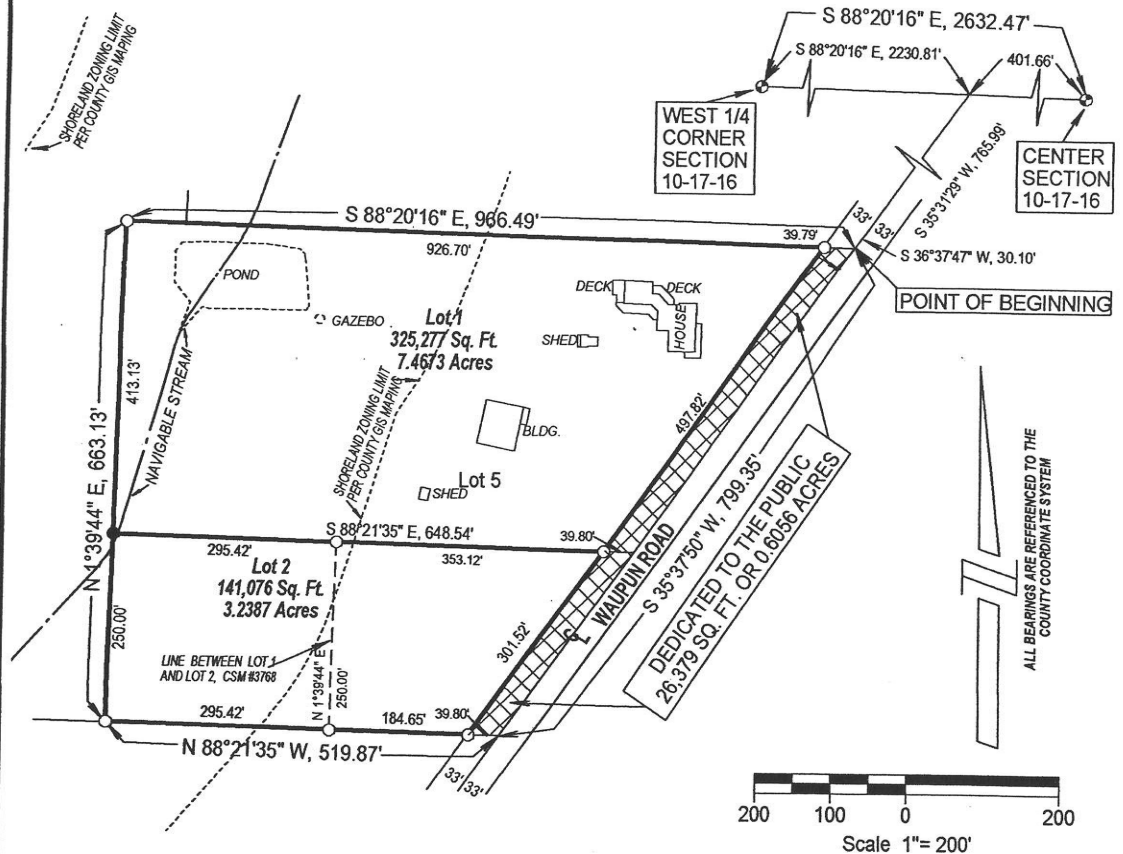 SHORELAND ZONING LIMIT
PER COUNTY GIS MAPING
S 88°20'16" E, 2632.47'
S 88°20'16" E, 2230.81'
401.66'
WEST 1/4
CORNER
SECTION
10-17-16
CENTER
SECTION
10-17-16
S 35°31'29" W, 765.99'
S 88°20'16" E, 966.49'
926.70'
39.79'
33'
33'
S 36°37'47" W, 30.10'
POINT OF BEGINNING
POND
GAZEBO
DECK
DECK
HOUSE
SHED
Lot 1
325,277 Sq. Ft.
7.4673 Acres
413.13'
N 1°39'44" E, 663.13'
NAVIGABLE STREAM
SHORELAND ZONING LIMIT
PER COUNTY GIS MAPING
BLDG.
497.82'
Lot 5
SHED
S 88°21'35" E, 648.54'
295.42'
353.12'
39.80'
Lot 2
141,076 Sq. Ft.
3.2387 Acres
250.00'
LINE BETWEEN LOT 1
AND LOT 2, CSM #3768
N 1°39'44" E
250.00'
301.52'
CL WAUPUN ROAD
S 35°37'50" W, 799.35'
DEDICATED TO THE PUBLIC
26,379 SQ. FT. OR 0.6056 ACRES
ALL BEARINGS ARE REFERENCED TO THE
COUNTY COORDINATE SYSTEM
295.42'
184.65'
39.80'
N 88°21'35" W, 519.87'
33'
33'
200 100 0 200
Scale 1"= 200'